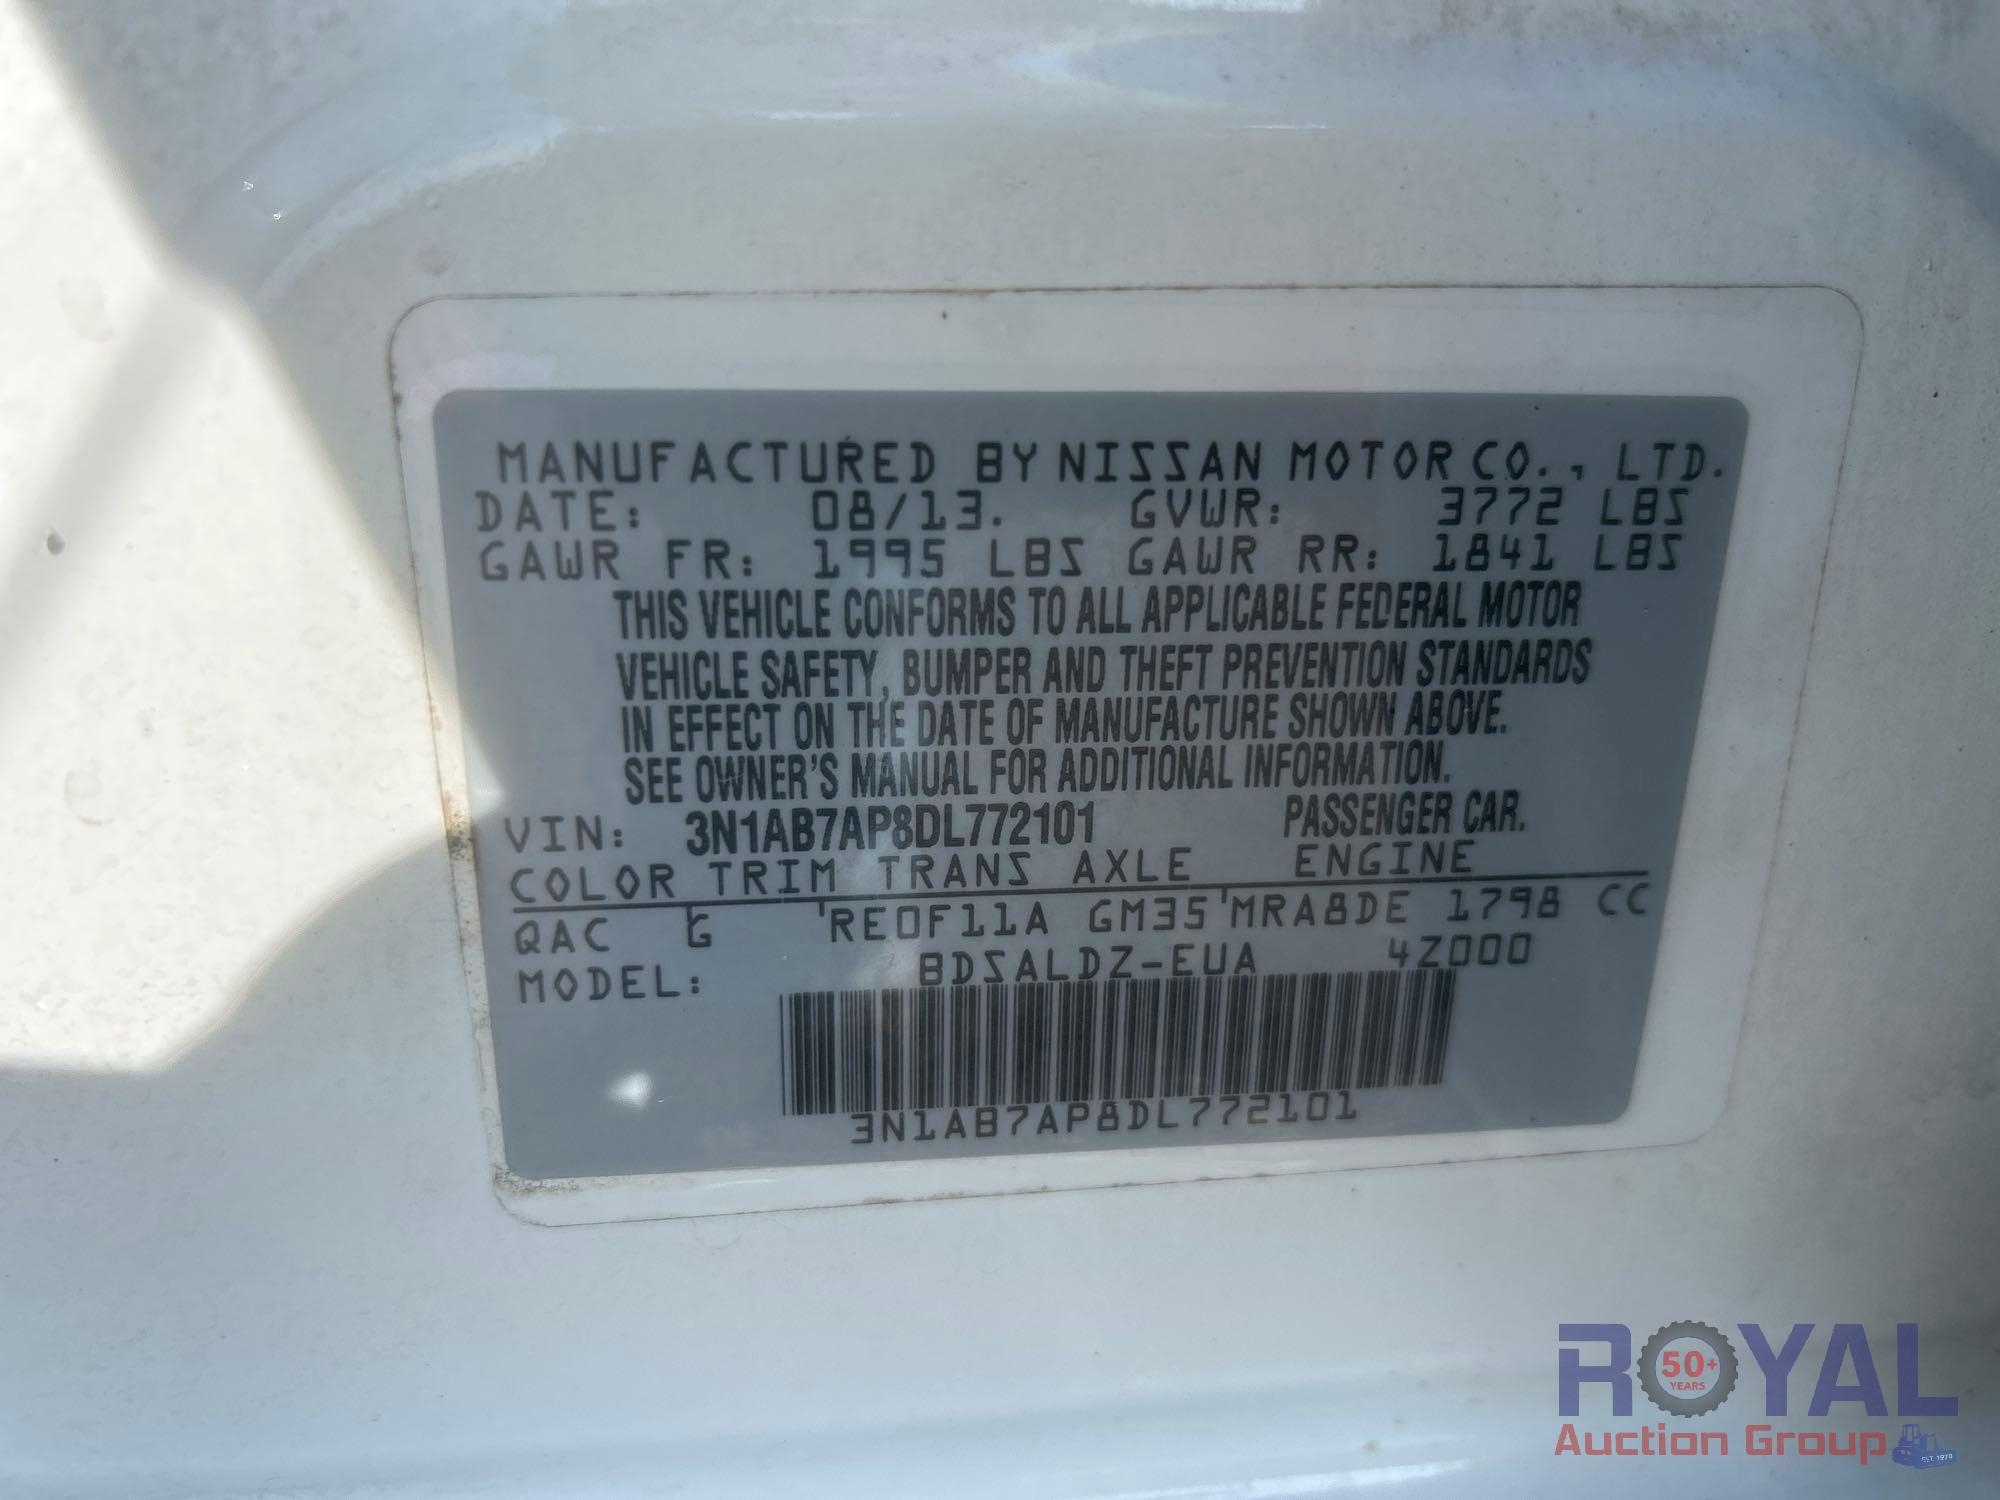 MANUFACTURED BY NISSAN MOTOR CO., LTD.
DATE: 08/13. GVWR: 3772 LBS
GAWR FR: 1995 LBS GAWR RR: 1841 LBS
THIS VEHICLE CONFORMS TO ALL APPLICABLE FEDERAL MOTOR
VEHICLE SAFETY, BUMPER AND THEFT PREVENTION STANDARDS
IN EFFECT ON THE DATE OF MANUFACTURE SHOWN ABOVE.
SEE OWNER'S MANUAL FOR ADDITIONAL INFORMATION.
VIN: 3N1AB7AP8DL772101 PASSENGER CAR.
COLOR TRIM TRANS AXLE ENGINE
QAC G RE0F11A GM35 MRA8DE 1798 CC
MODEL: BDSALDZ-EUA 4Z000
3N1AB7AP8DL772101
ROYAL
50+
YEARS
Auction Group
EST. 1970